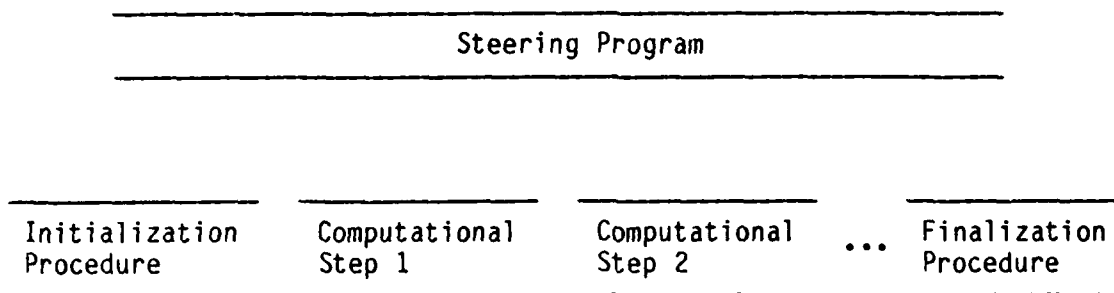 Steering Program
Initialization Computational Computational ... Finalization
Procedure Step 1 Step 2 Procedure